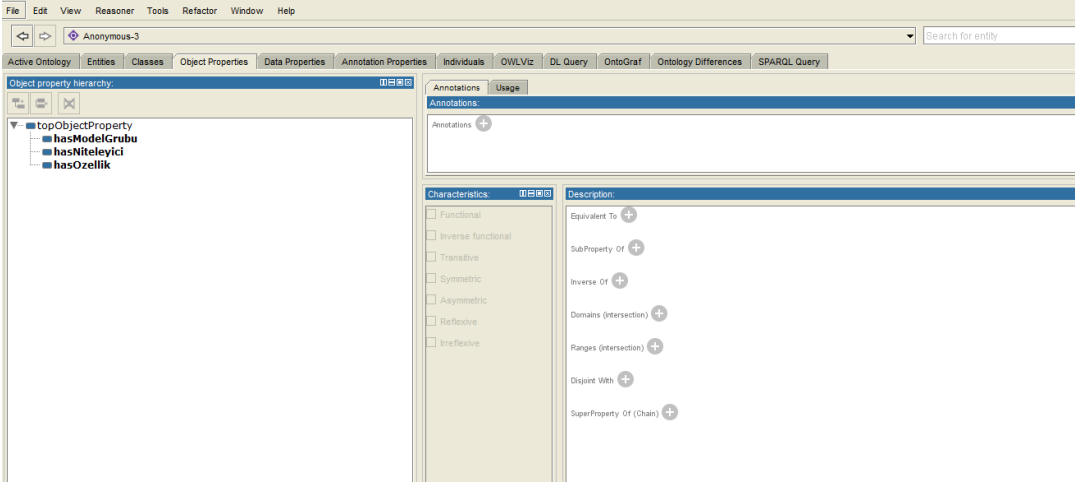 File Edit View Reasoner Tools Refactor Window Help
Anonymous-3
Search for entity
Active Ontology Entities Classes Object Properties Data Properties Annotation Properties Individuals OWLViz DL Query OntoGraf Ontology Differences SPARQL Query
Object property hierarchy:
topObjectProperty
hasModelGrubu
hasNiteleyici
hasOzellik
Annotations Usage
Annotations:
Annotations
Characteristics:
Functional
Inverse functional
Transitive
Symmetric
Asymmetric
Reflexive
Irreflexive
Description:
Equivalent To
SubProperty Of
Inverse Of
Domains (intersection)
Ranges (intersection)
Disjoint With
SuperProperty Of (Chain)